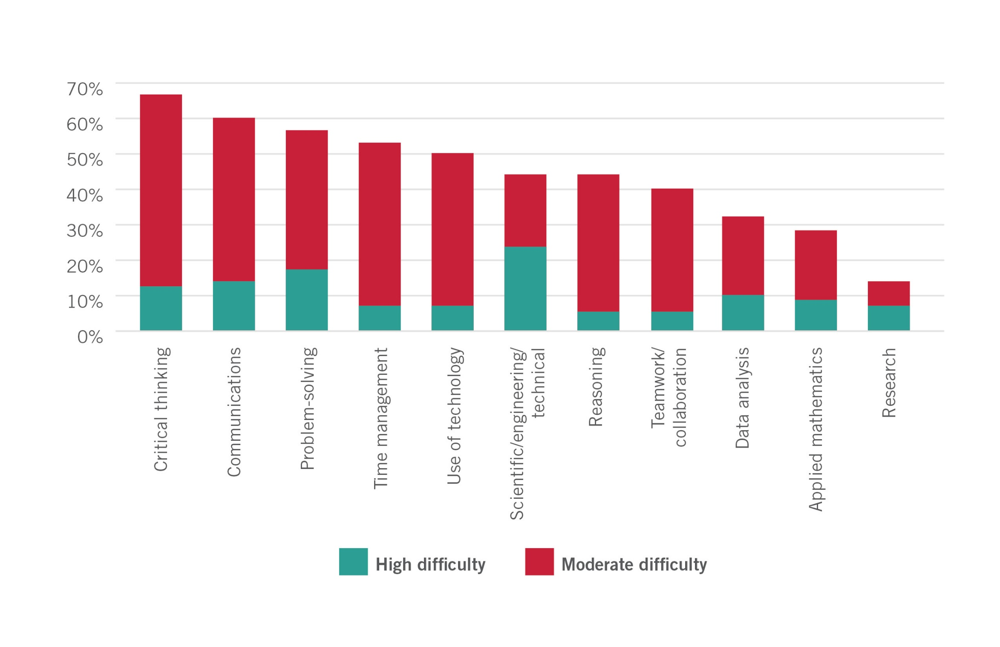 70%
60%
50%
40%
30%
20%
10%
0%
Critical thinking
Communications
Problem-solving
Time management
Use of technology
Scientific/engineering/
technical
Reasoning
Teamwork/
collaboration
Data analysis
Applied mathematics
Research
High difficulty
Moderate difficulty